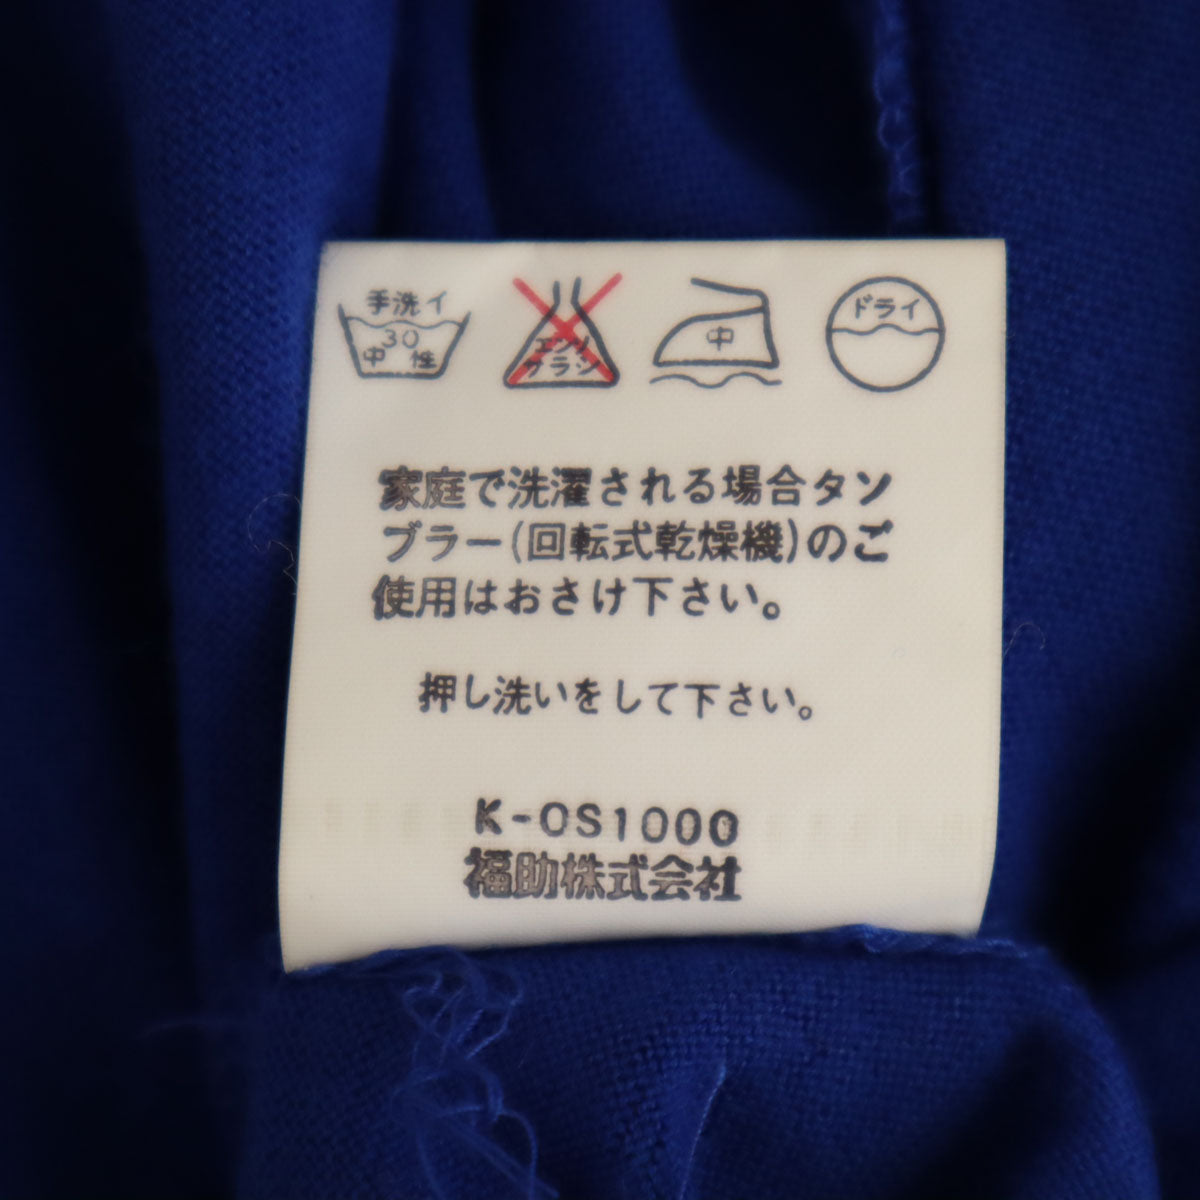 手洗イ
30
中 性
エンソ
サラシ
中
ドライ
家庭で洗濯される場合タン
ブラー(回転式乾燥機)のご
使用はおさけ下さい。
押し洗いをして下さい。
K-OS1000
福助株式会社